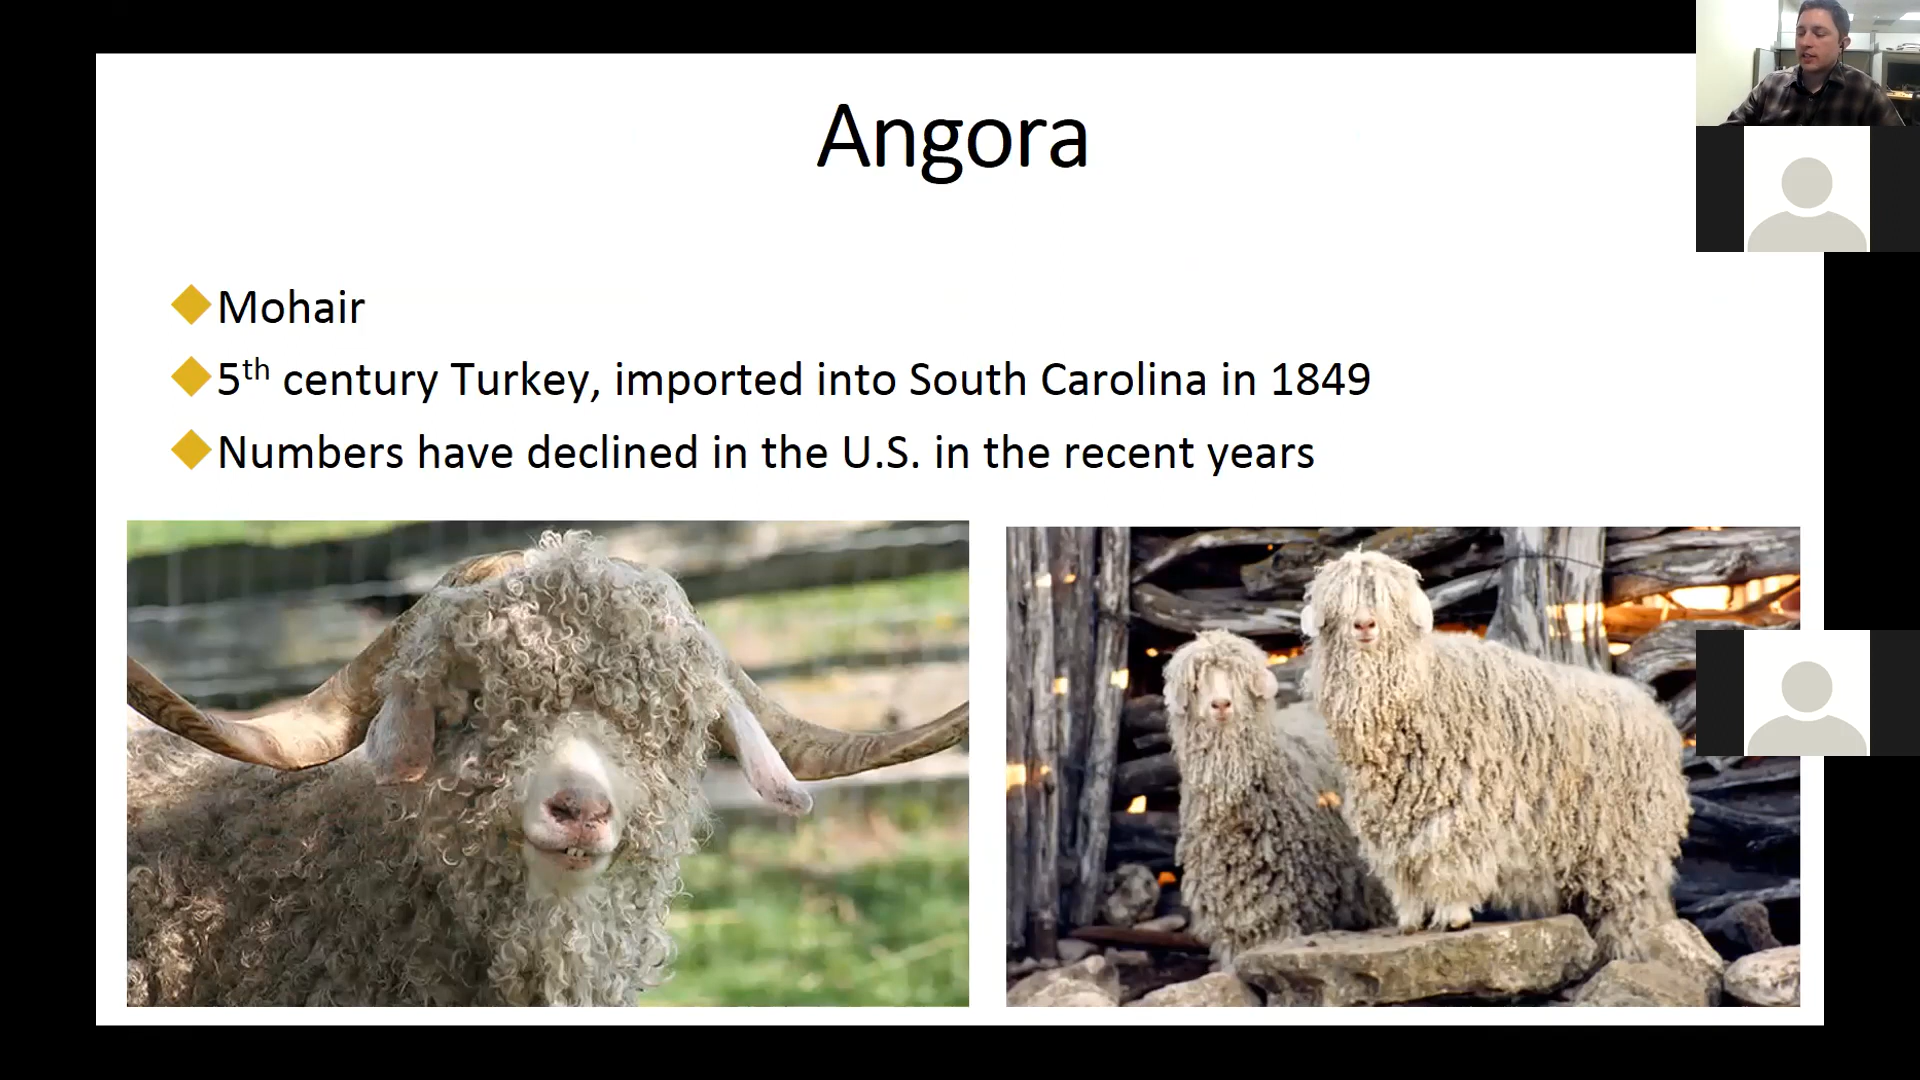 Angora
Mohair
5th century Turkey, imported into South Carolina in 1849
Numbers have declined in the U.S. in the recent years